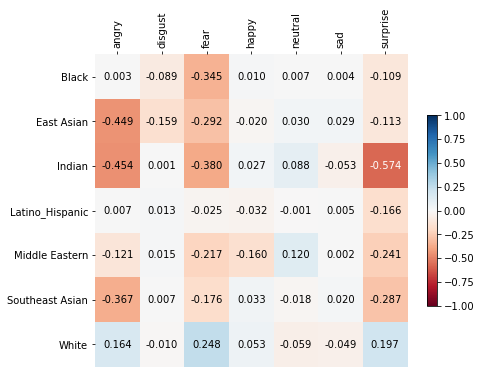 angry disgust fear happy neutral sad surprise
Black 0.003 -0.089 -0.345 0.010 0.007 0.004 -0.109
East Asian -0.449 -0.159 -0.292 -0.020 0.030 0.029 -0.113
Indian -0.454 0.001 -0.380 0.027 0.088 -0.053 -0.574
Latino_Hispanic 0.007 0.013 -0.025 -0.032 -0.001 0.005 -0.166
Middle Eastern -0.121 0.015 -0.217 -0.160 0.120 0.002 -0.241
Southeast Asian -0.367 0.007 -0.176 0.033 -0.018 0.020 -0.287
White 0.164 -0.010 0.248 0.053 -0.059 -0.049 0.197
1.00
0.75
0.50
0.25
0.00
−0.25
−0.50
−0.75
−1.00